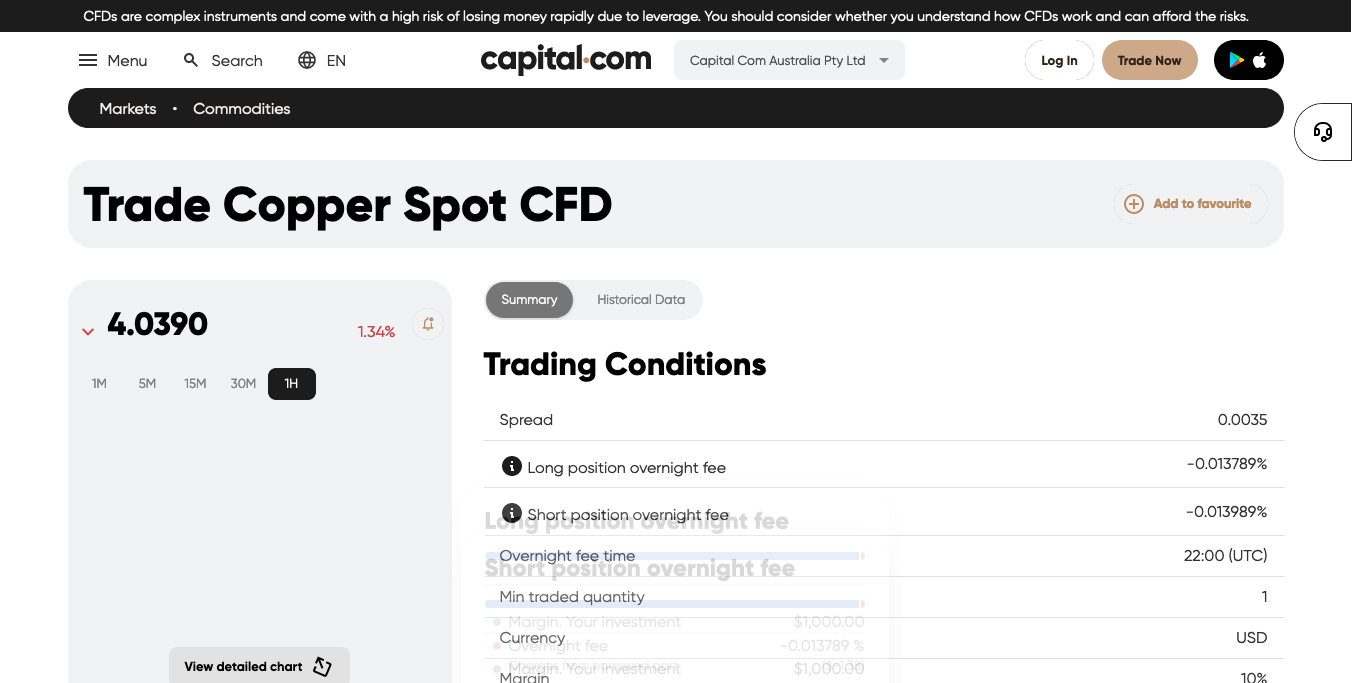 CFDs are complex instruments and come with a high risk of losing money rapidly due to leverage. You should consider whether you understand how CFDs work and can afford the risks.
Menu Search EN capital.com Capital Com Australia Pty Ltd Log In Trade Now
Markets • Commodities
Trade Copper Spot CFD
Add to favourite
4.0390 1.34%
1M 5M 15M 30M 1H
View detailed chart
Summary Historical Data
Trading Conditions
Spread 0.0035
Long position overnight fee -0.013789%
Short position overnight fee -0.013989%
Long position overnight fee
Overnight fee time 22:00 (UTC)
Short position overnight fee
Min traded quantity 1
Margin. Your investment $1,000.00
Currency USD
Overnight fee -0.013789 %
Margin. Your investment $1,000.00
Margin 10%